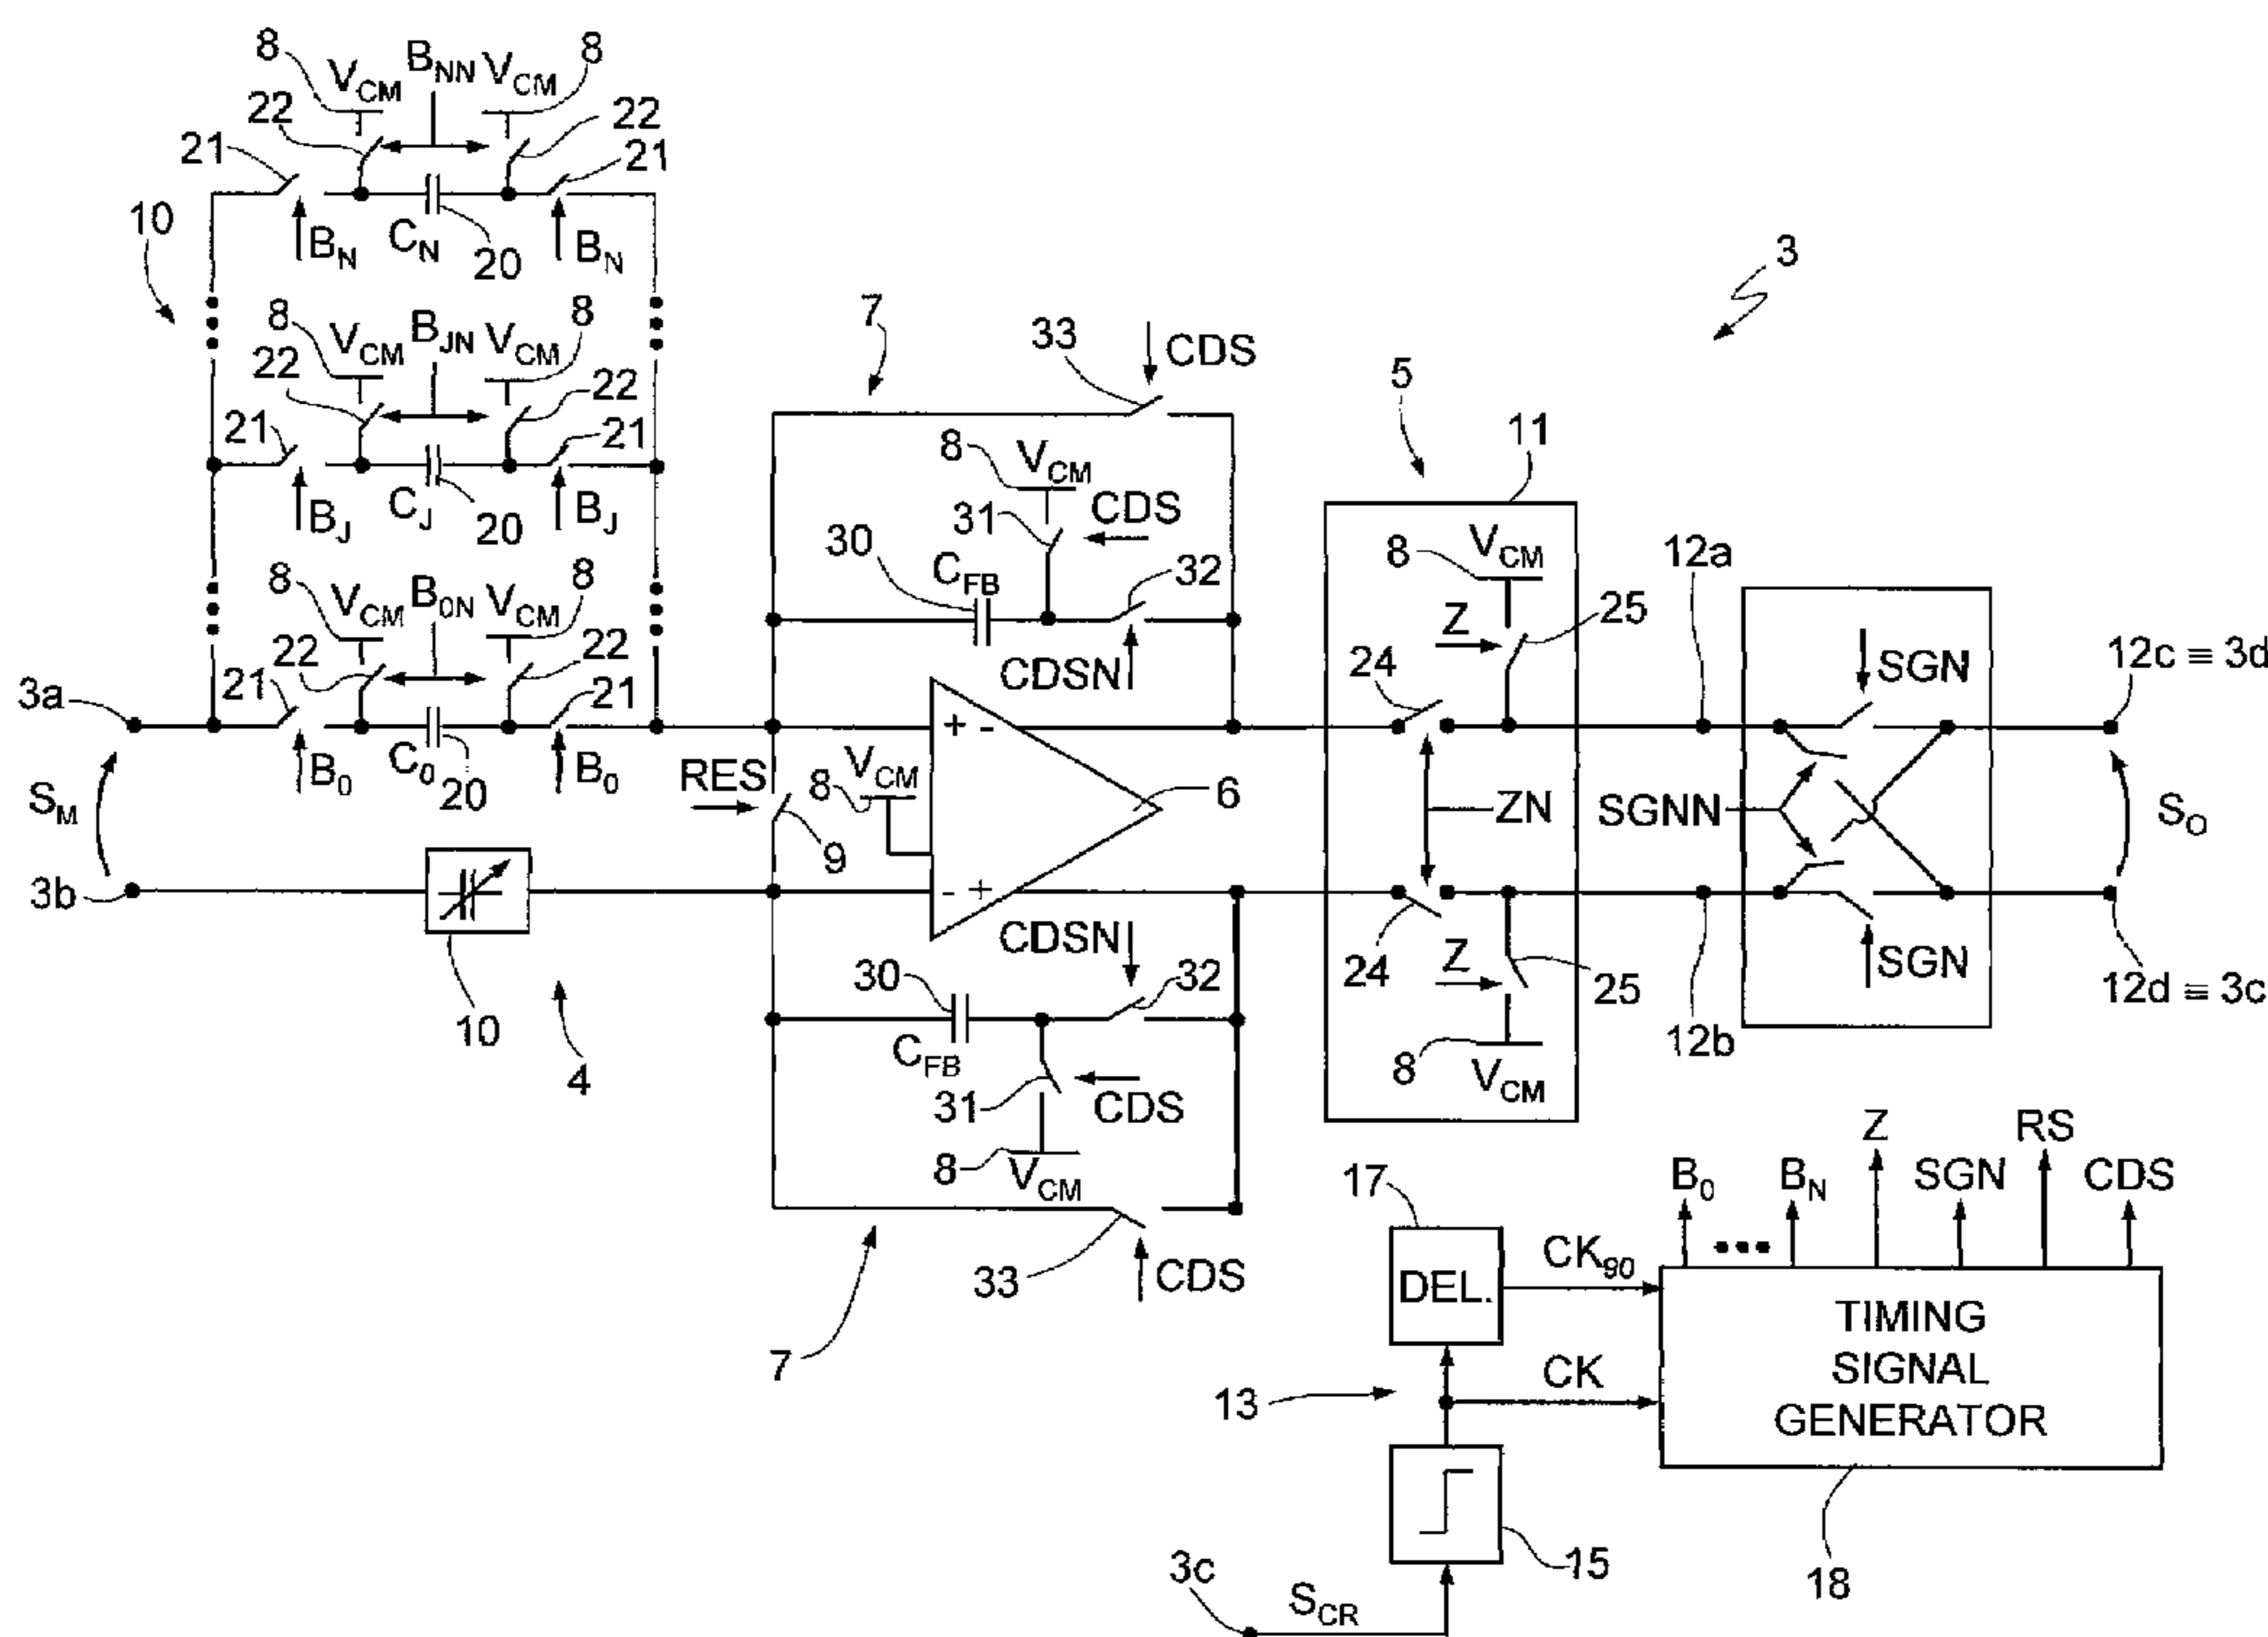 8 V_CM B_NN V_CM 8
22 22
21 21
10
B_N C_N 20 B_N
3
8 V_CM B_JN V_CM 8
22 22
21 21
7
33 CDS
5
11
B_J C_J 20 B_J
8 V_CM
31 CDS
30 C_FB 32
CDSN
8 V_CM
Z 25
12a
8 V_CM B_0N V_CM 8
22 22
21 21
3a
B_0 C_0 20 B_0
24
SGN
12c ≡ 3d
RES
9
V_CM
8
+ -
6
- +
ZN
SGNN
S_M
S_O
3b
10
4
CDSN
30 C_FB 32
31 CDS
8 V_CM
24
Z 25
8 V_CM
12b
SGN
12d ≡ 3c
33 CDS
7
B_0 ••• B_N Z SGN RS CDS
17
DEL.
CK_90
13
CK
TIMING
SIGNAL
GENERATOR
18
15
3c S_CR